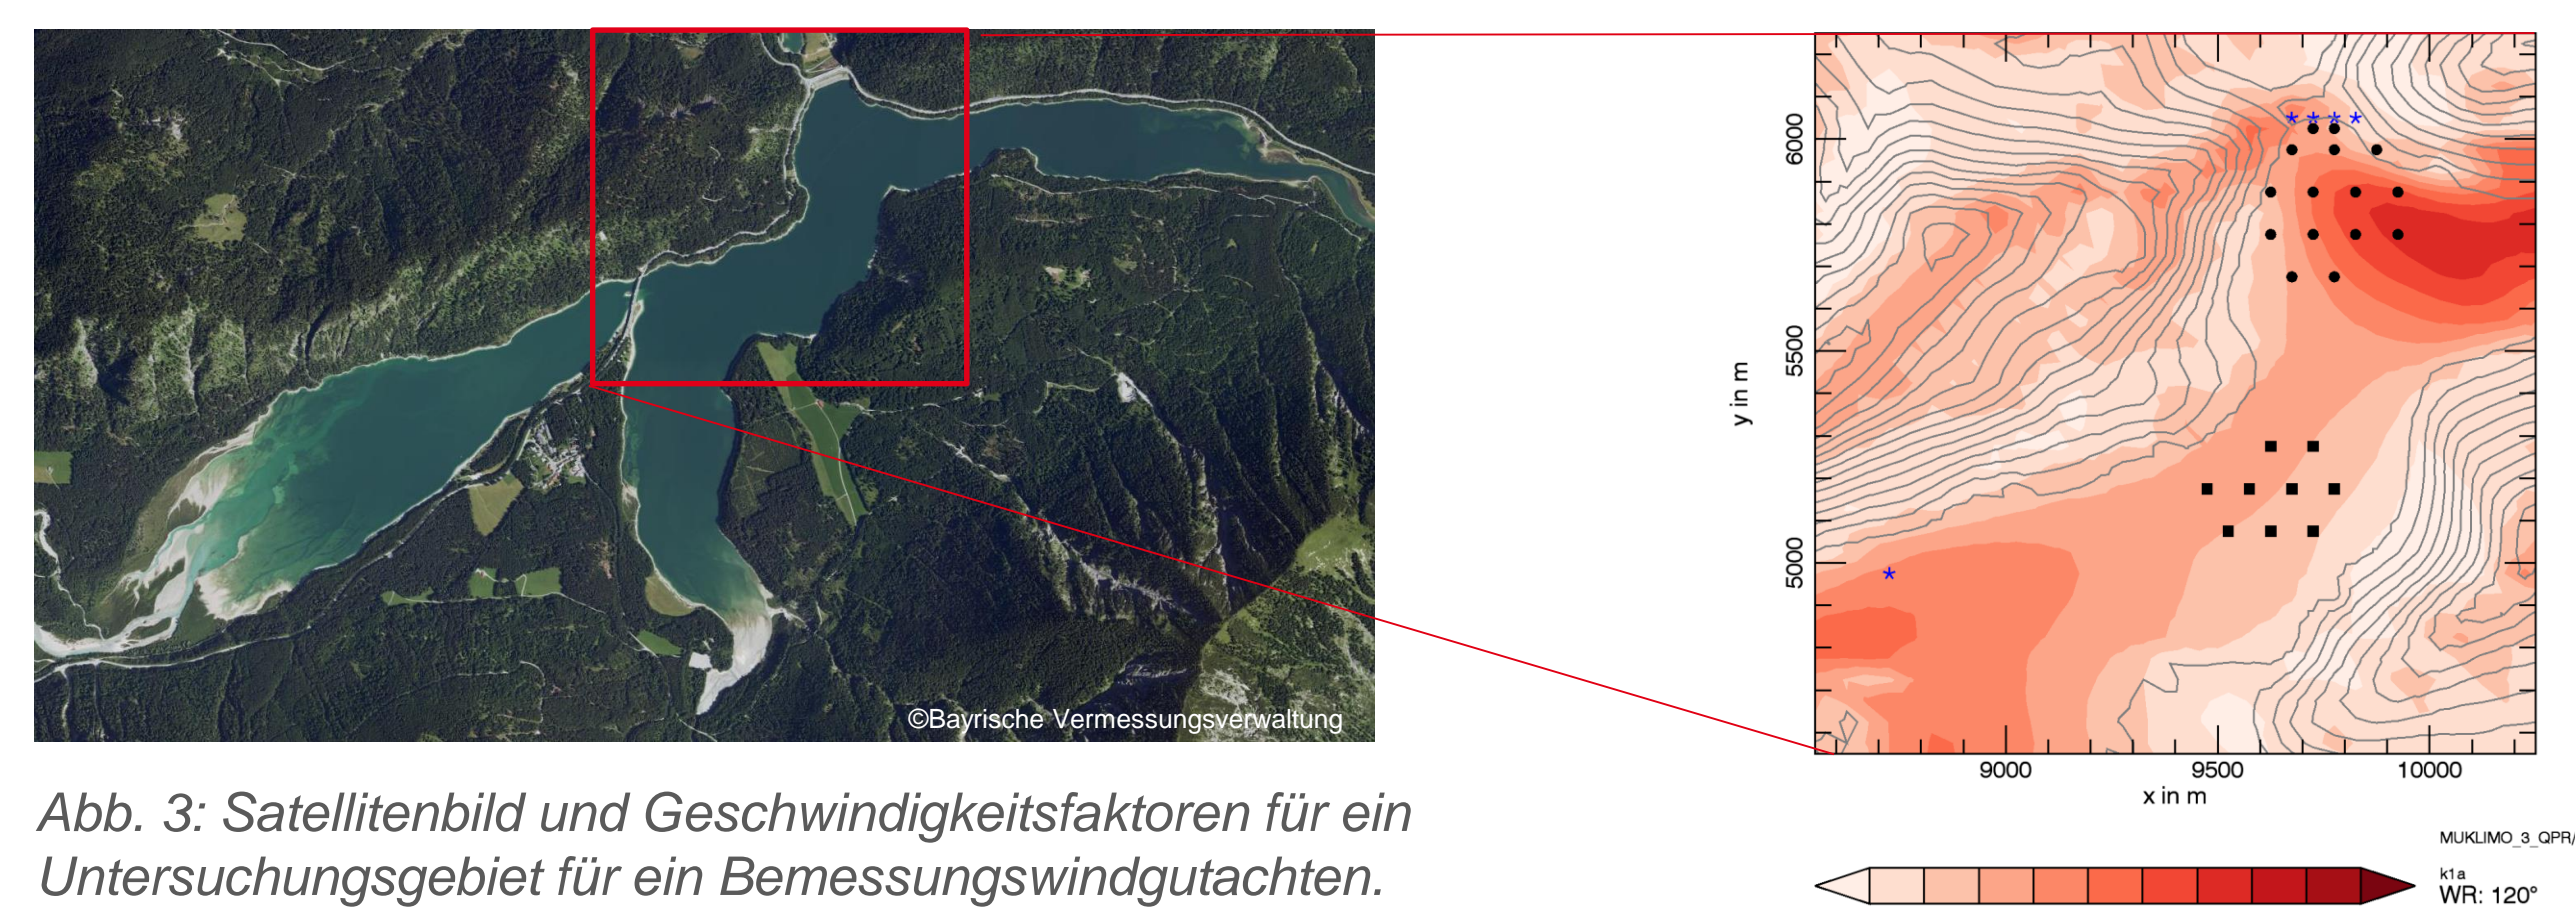 ©Bayrische Vermessungsverwaltung
6000
5500
5000
y in m
9000
9500
10000
x in m
MUKLIMO_3_QPR/
k1a
WR: 120°
Abb. 3: Satellitenbild und Geschwindigkeitsfaktoren für ein
Untersuchungsgebiet für ein Bemessungswindgutachten.